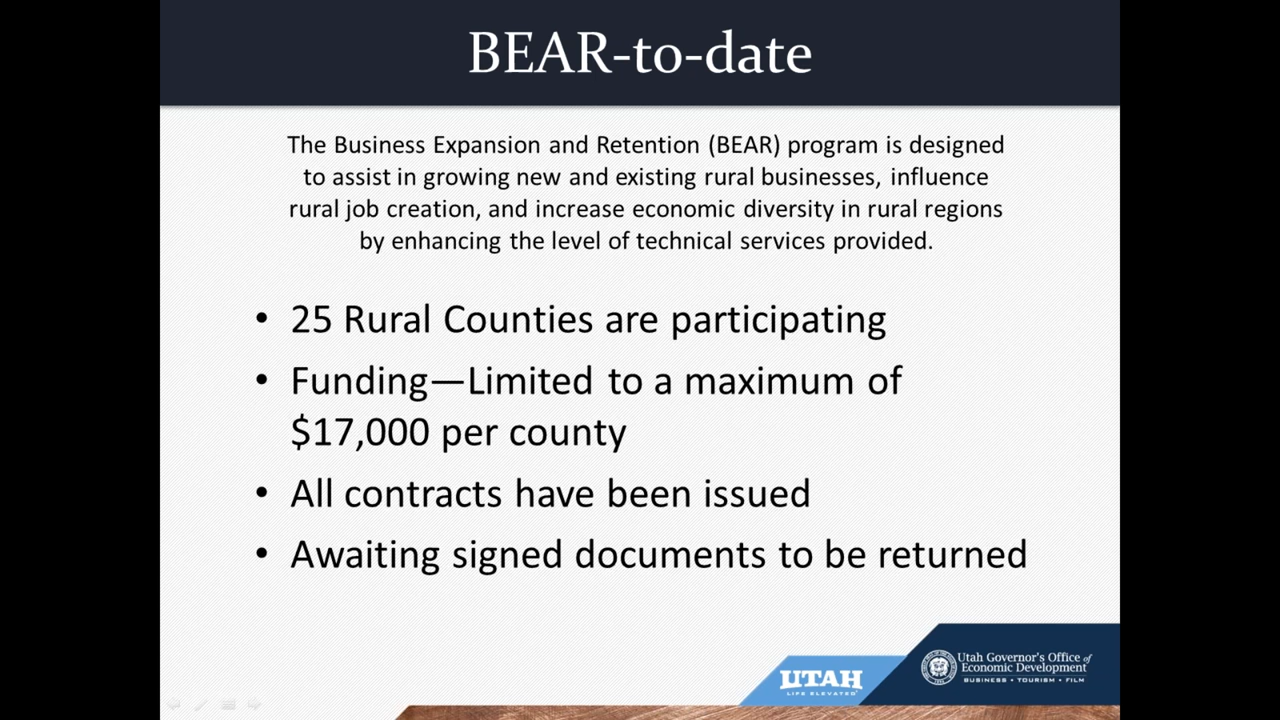 BEAR-to-date
The Business Expansion and Retention (BEAR) program is designed
to assist in growing new and existing rural businesses, influence
rural job creation, and increase economic diversity in rural regions
by enhancing the level of technical services provided.
• 25 Rural Counties are participating
• Funding—Limited to a maximum of
$17,000 per county
• All contracts have been issued
• Awaiting signed documents to be returned
UTAH
LIFE ELEVATED
Utah Governor's Office of
Economic Development
BUSINESS • TOURISM • FILM